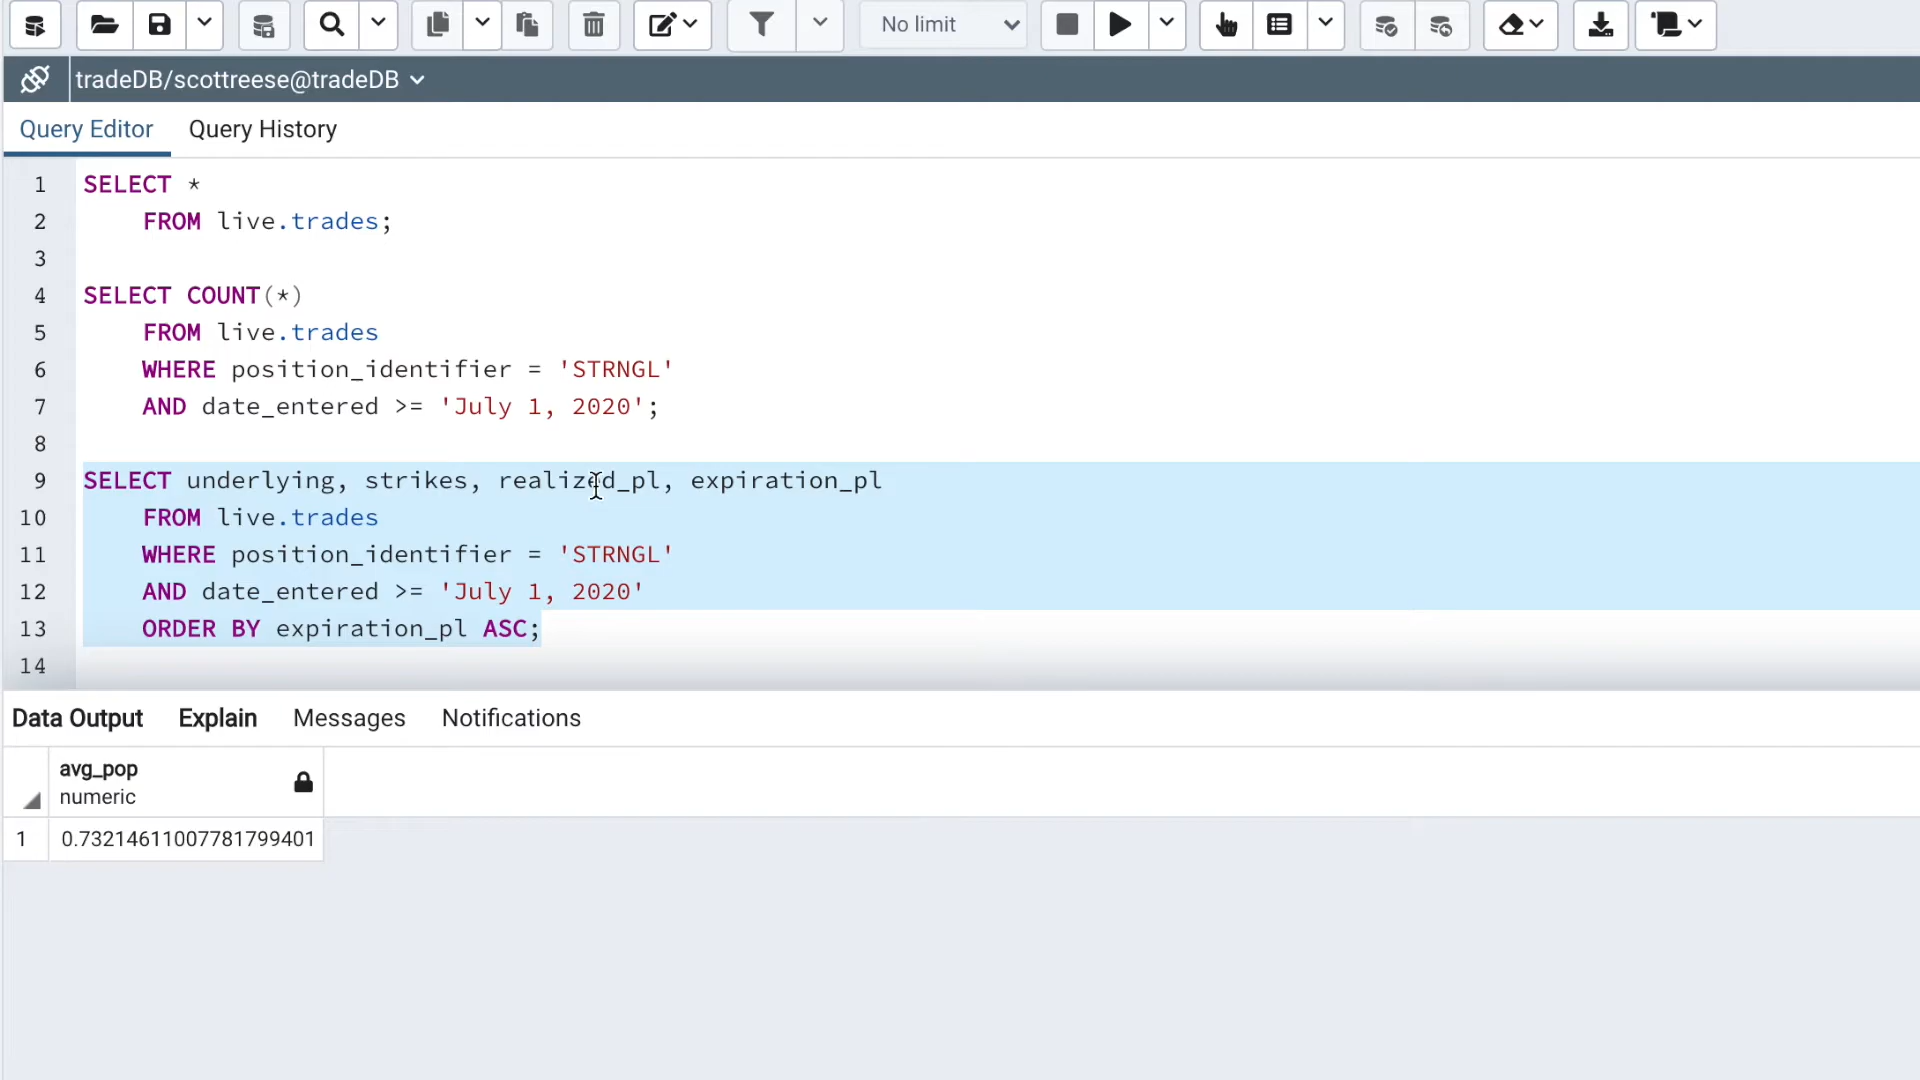 No limit
tradeDB/scottreese@tradeDB
Query Editor Query History
1 SELECT *
2 FROM live.trades;
3
4 SELECT COUNT(*)
5 FROM live.trades
6 WHERE position_identifier = 'STRNGL'
7 AND date_entered >= 'July 1, 2020';
8
9 SELECT underlying, strikes, realized_pl, expiration_pl
10 FROM live.trades
11 WHERE position_identifier = 'STRNGL'
12 AND date_entered >= 'July 1, 2020'
13 ORDER BY expiration_pl ASC;
14
Data Output Explain Messages Notifications
avg_pop
numeric
1 0.73214611007781799401